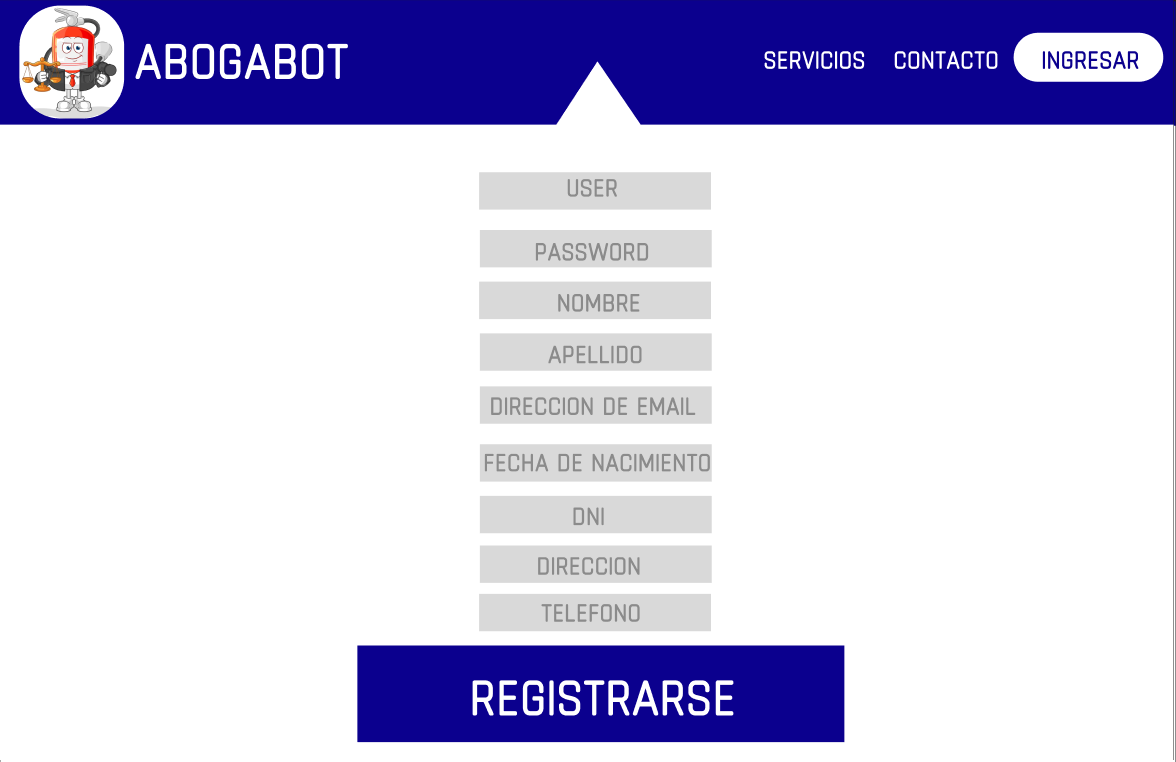 ABOGABOT
SERVICIOS
CONTACTO
INGRESAR
USER
PASSWORD
NOMBRE
APELLIDO
DIRECCION DE EMAIL
FECHA DE NACIMIENTO
DNI
DIRECCION
TELEFONO
REGISTRARSE